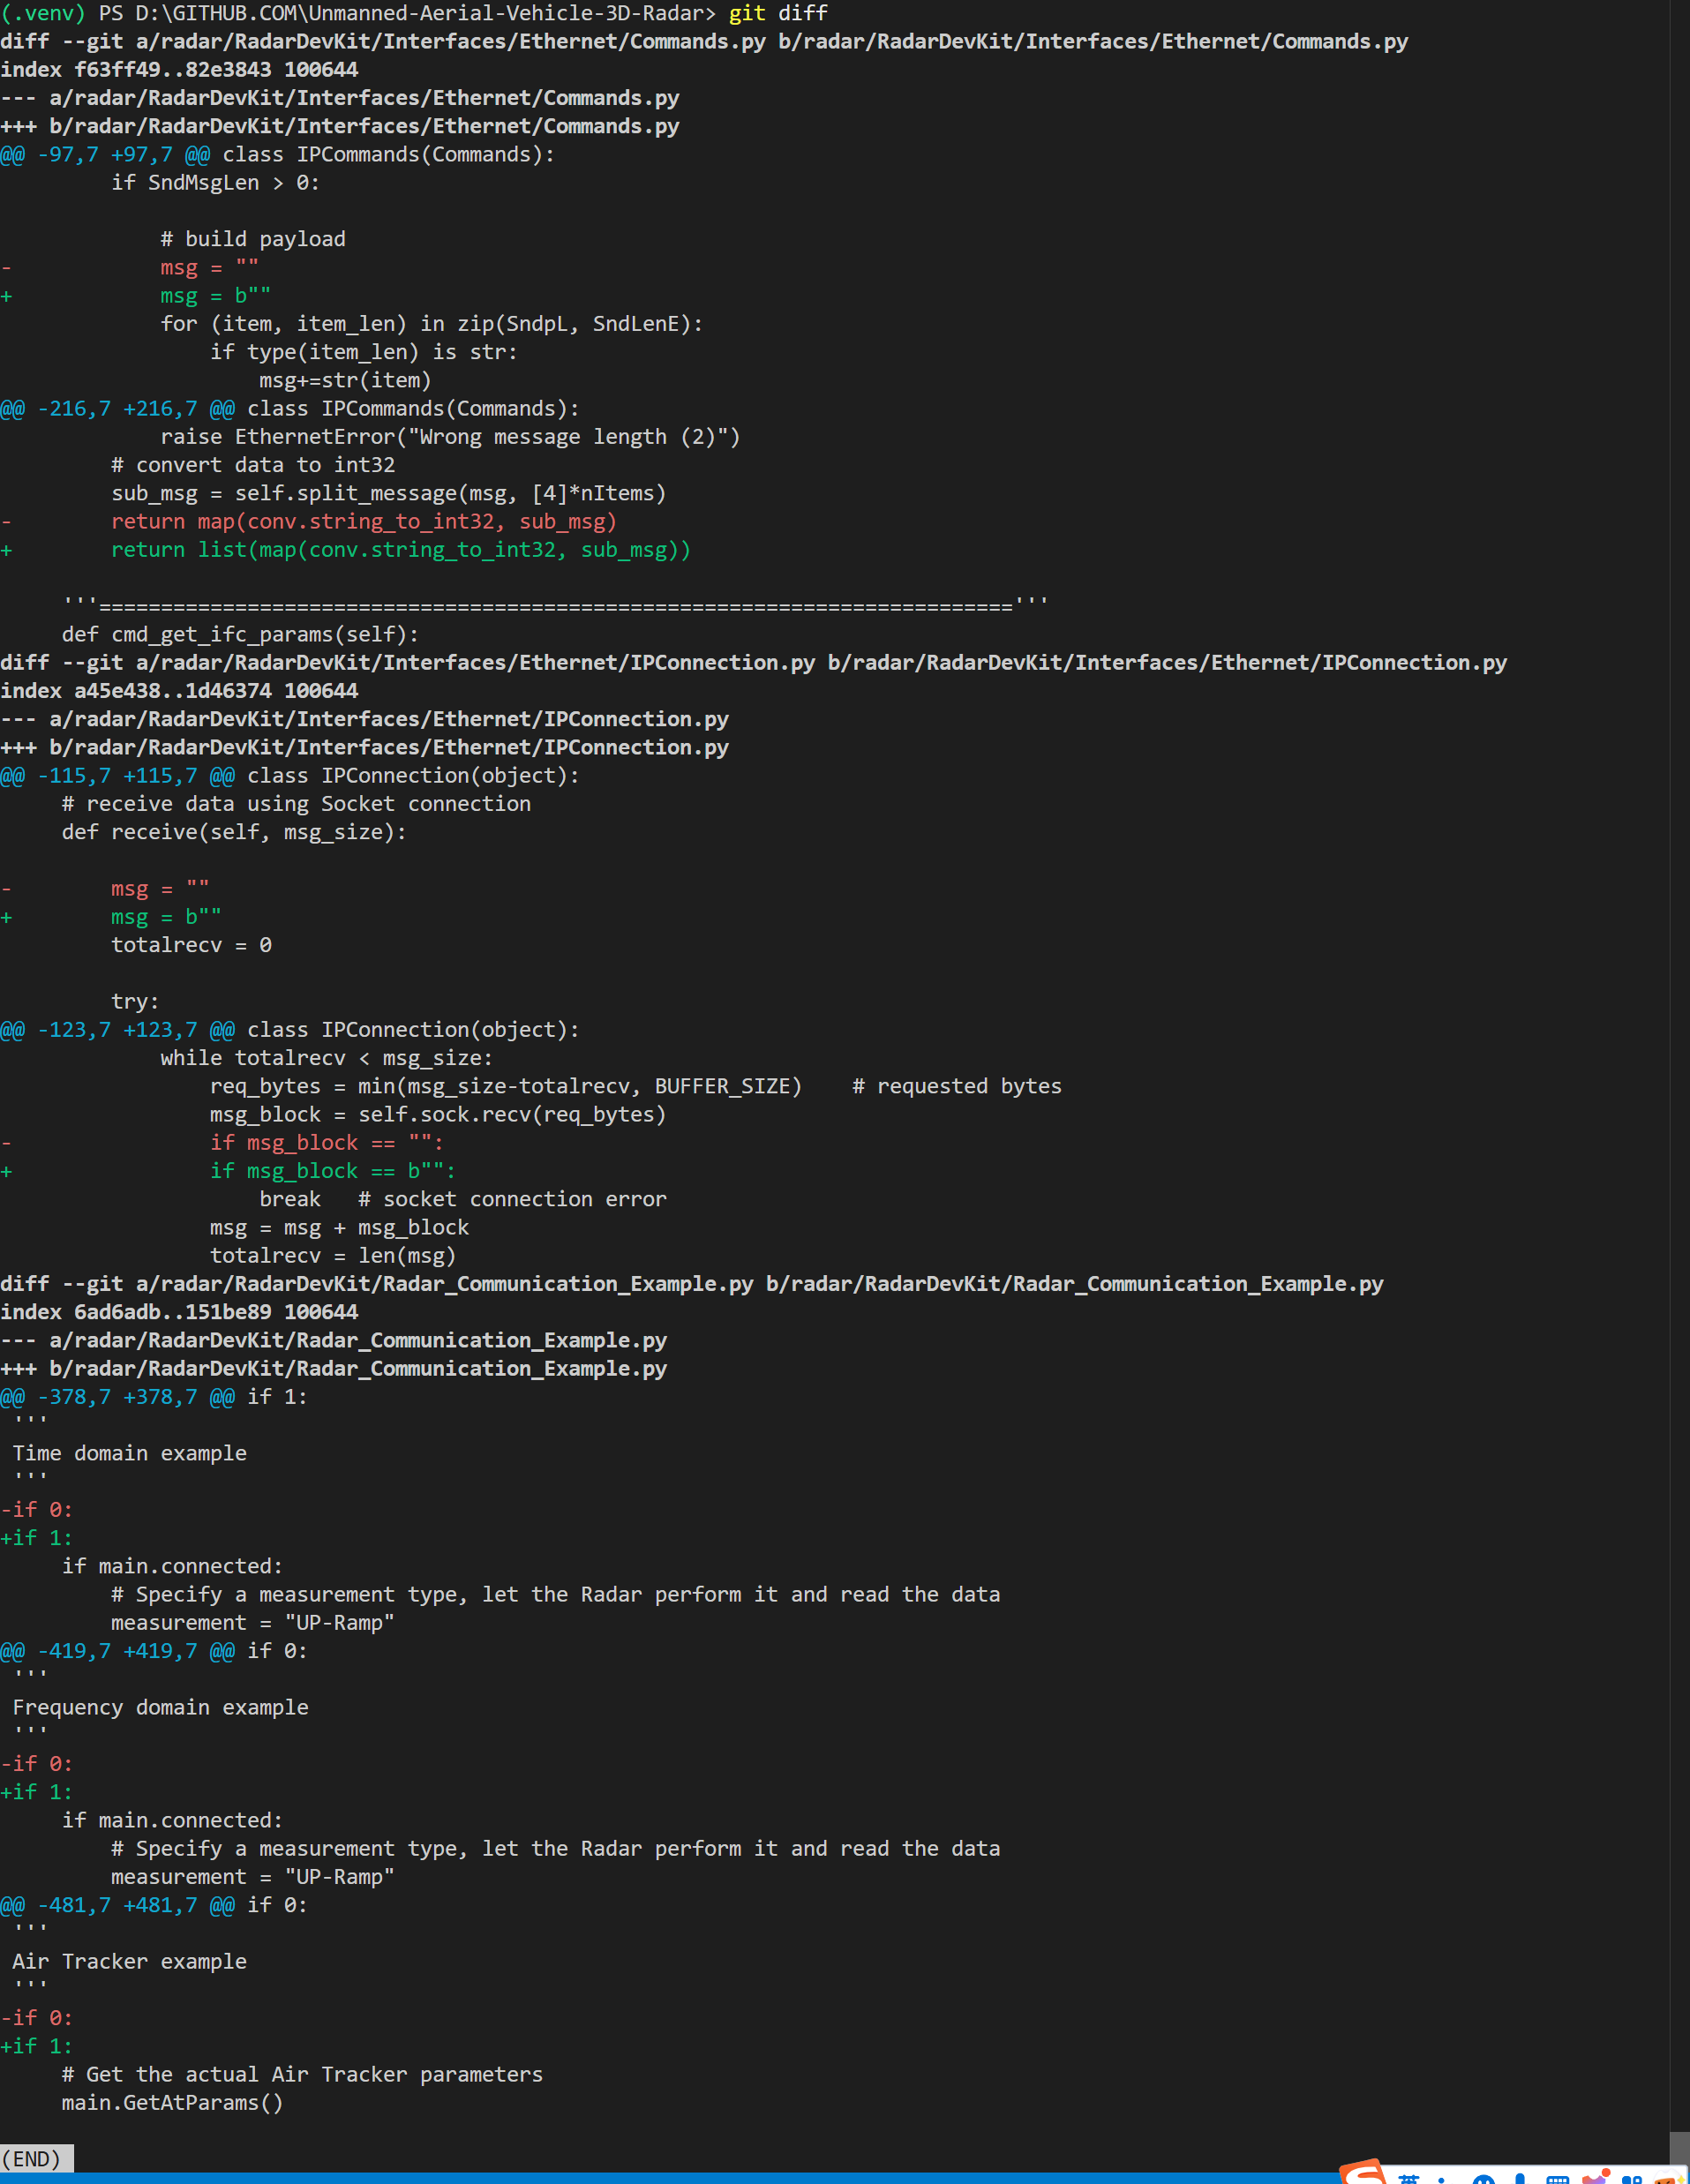 (.venv) PS D:\GITHUB.COM\Unmanned-Aerial-Vehicle-3D-Radar> git diff
diff --git a/radar/RadarDevKit/Interfaces/Ethernet/Commands.py b/radar/RadarDevKit/Interfaces/Ethernet/Commands.py
index f63ff49..82e3843 100644
--- a/radar/RadarDevKit/Interfaces/Ethernet/Commands.py
+++ b/radar/RadarDevKit/Interfaces/Ethernet/Commands.py
@@ -97,7 +97,7 @@ class IPCommands(Commands):
         if SndMsgLen > 0:
             # build payload
-            msg = ""
+            msg = b""
             for (item, item_len) in zip(SndpL, SndLenE):
                 if type(item_len) is str:
                     msg+=str(item)
@@ -216,7 +216,7 @@ class IPCommands(Commands):
             raise EthernetError("Wrong message length (2)")
         # convert data to int32
         sub_msg = self.split_message(msg, [4]*nItems)
-        return map(conv.string_to_int32, sub_msg)
+        return list(map(conv.string_to_int32, sub_msg))
     '''=========================================================================='''
     def cmd_get_ifc_params(self):
diff --git a/radar/RadarDevKit/Interfaces/Ethernet/IPConnection.py b/radar/RadarDevKit/Interfaces/Ethernet/IPConnection.py
index a45e438..1d46374 100644
--- a/radar/RadarDevKit/Interfaces/Ethernet/IPConnection.py
+++ b/radar/RadarDevKit/Interfaces/Ethernet/IPConnection.py
@@ -115,7 +115,7 @@ class IPConnection(object):
     # receive data using Socket connection
     def receive(self, msg_size):
-        msg = ""
+        msg = b""
         totalrecv = 0
         try:
@@ -123,7 +123,7 @@ class IPConnection(object):
             while totalrecv < msg_size:
                 req_bytes = min(msg_size-totalrecv, BUFFER_SIZE)    # requested bytes
                 msg_block = self.sock.recv(req_bytes)
-                if msg_block == "":
+                if msg_block == b"":
                     break   # socket connection error
                 msg = msg + msg_block
                 totalrecv = len(msg)
diff --git a/radar/RadarDevKit/Radar_Communication_Example.py b/radar/RadarDevKit/Radar_Communication_Example.py
index 6ad6adb..151be89 100644
--- a/radar/RadarDevKit/Radar_Communication_Example.py
+++ b/radar/RadarDevKit/Radar_Communication_Example.py
@@ -378,7 +378,7 @@ if 1:
 '''
 Time domain example
 '''
-if 0:
+if 1:
     if main.connected:
         # Specify a measurement type, let the Radar perform it and read the data
         measurement = "UP-Ramp"
@@ -419,7 +419,7 @@ if 0:
 '''
 Frequency domain example
 '''
-if 0:
+if 1:
     if main.connected:
         # Specify a measurement type, let the Radar perform it and read the data
         measurement = "UP-Ramp"
@@ -481,7 +481,7 @@ if 0:
 '''
 Air Tracker example
 '''
-if 0:
+if 1:
     # Get the actual Air Tracker parameters
     main.GetAtParams()
(END)
英